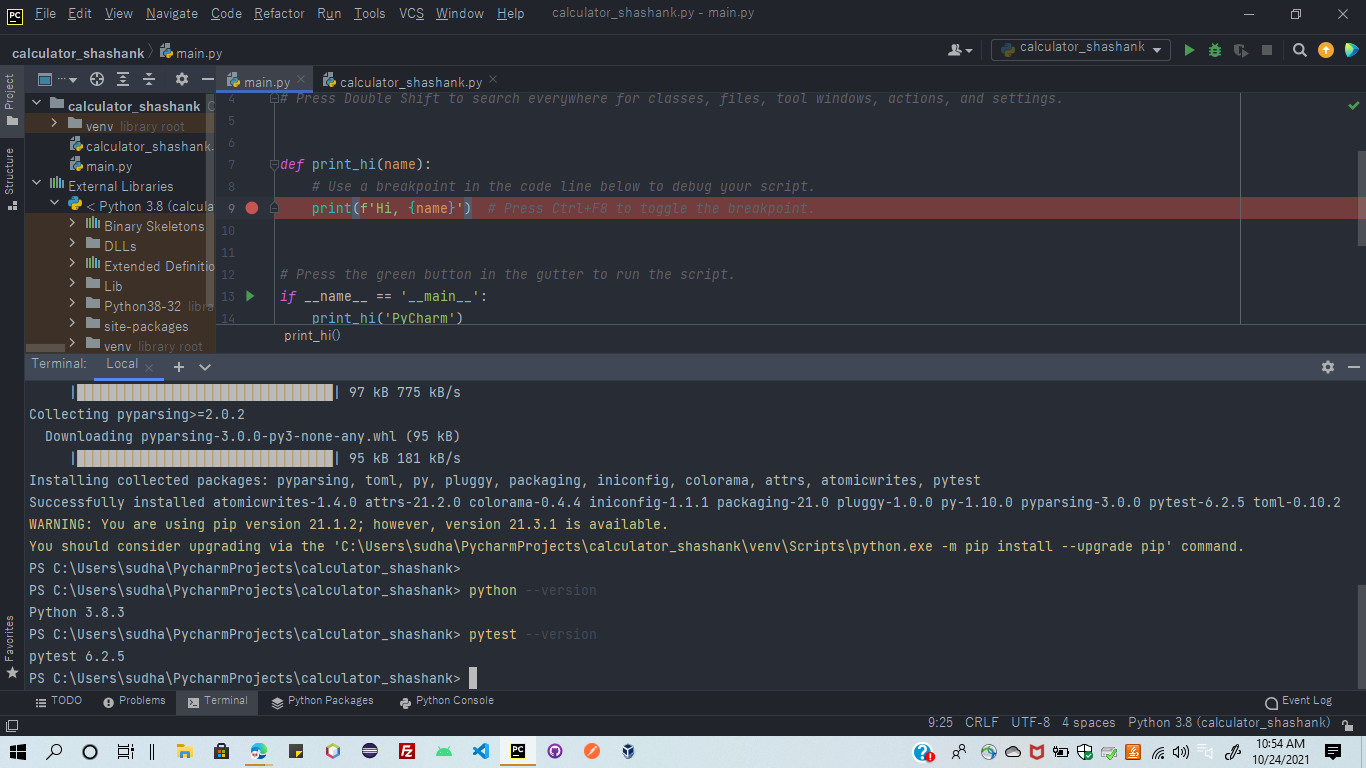 PC File Edit View Navigate Code Refactor Run Tools VCS Window Help calculator_shashank.py - main.py
calculator_shashank main.py calculator_shashank
Project
Structure
Favorites
calculator_shashank
venv library root
calculator_shashank.
main.py
External Libraries
< Python 3.8 (calcula
Binary Skeletons
DLLs
Extended Definitio
Lib
Python38-32 libra
site-packages
venv library root
main.py calculator_shashank.py
4 # Press Double Shift to search everywhere for classes, files, tool windows, actions, and settings.
5
6
7 def print_hi(name):
8 # Use a breakpoint in the code line below to debug your script.
9 print(f'Hi, {name}') # Press Ctrl+F8 to toggle the breakpoint.
10
11
12 # Press the green button in the gutter to run the script.
13 if __name__ == '__main__':
14 print_hi('PyCharm')
print_hi()
Terminal: Local
| | 97 kB 775 kB/s
Collecting pyparsing>=2.0.2
Downloading pyparsing-3.0.0-py3-none-any.whl (95 kB)
| | 95 kB 181 kB/s
Installing collected packages: pyparsing, toml, py, pluggy, packaging, iniconfig, colorama, attrs, atomicwrites, pytest
Successfully installed atomicwrites-1.4.0 attrs-21.2.0 colorama-0.4.4 iniconfig-1.1.1 packaging-21.0 pluggy-1.0.0 py-1.10.0 pyparsing-3.0.0 pytest-6.2.5 toml-0.10.2
WARNING: You are using pip version 21.1.2; however, version 21.3.1 is available.
You should consider upgrading via the 'C:\Users\sudha\PycharmProjects\calculator_shashank\venv\Scripts\python.exe -m pip install --upgrade pip' command.
PS C:\Users\sudha\PycharmProjects\calculator_shashank>
PS C:\Users\sudha\PycharmProjects\calculator_shashank> python --version
Python 3.8.3
PS C:\Users\sudha\PycharmProjects\calculator_shashank> pytest --version
pytest 6.2.5
PS C:\Users\sudha\PycharmProjects\calculator_shashank>
TODO Problems Terminal Python Packages Python Console Event Log
9:25 CRLF UTF-8 4 spaces Python 3.8 (calculator_shashank)
10:54 AM
10/24/2021